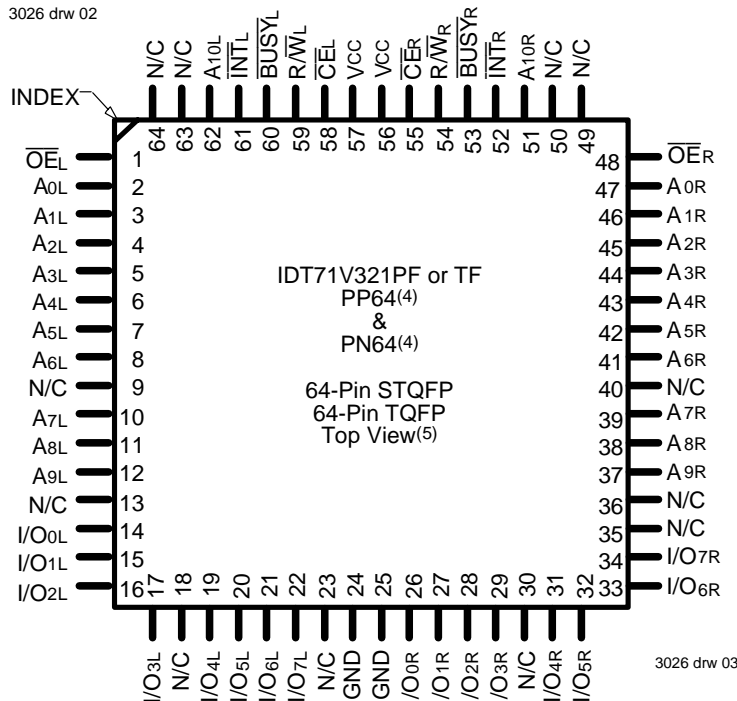 3026 drw 02
INDEX
N/C
N/C
A10L
INTL
BUSYL
R/WL
CEL
VCC
VCC
CER
R/WR
BUSYR
INTR
A10R
N/C
N/C
64
63
62
61
60
59
58
57
56
55
54
53
52
51
50
49
OEL
1
A0L
2
A1L
3
A2L
4
A3L
5
A4L
6
A5L
7
A6L
8
N/C
9
A7L
10
A8L
11
A9L
12
N/C
13
I/O0L
14
I/O1L
15
I/O2L
16
IDT71V321PF or TF
PP64(4)
&
PN64(4)
64-Pin STQFP
64-Pin TQFP
Top View(5)
48
OER
47
A0R
46
A1R
45
A2R
44
A3R
43
A4R
42
A5R
41
A6R
40
N/C
39
A7R
38
A8R
37
A9R
36
N/C
35
N/C
34
I/O7R
33
I/O6R
17
18
19
20
21
22
23
24
25
26
27
28
29
30
31
32
I/O3L
N/C
I/O4L
I/O5L
I/O6L
I/O7L
N/C
GND
GND
/O0R
/O1R
/O2R
/O3R
N/C
I/O4R
I/O5R
3026 drw 03